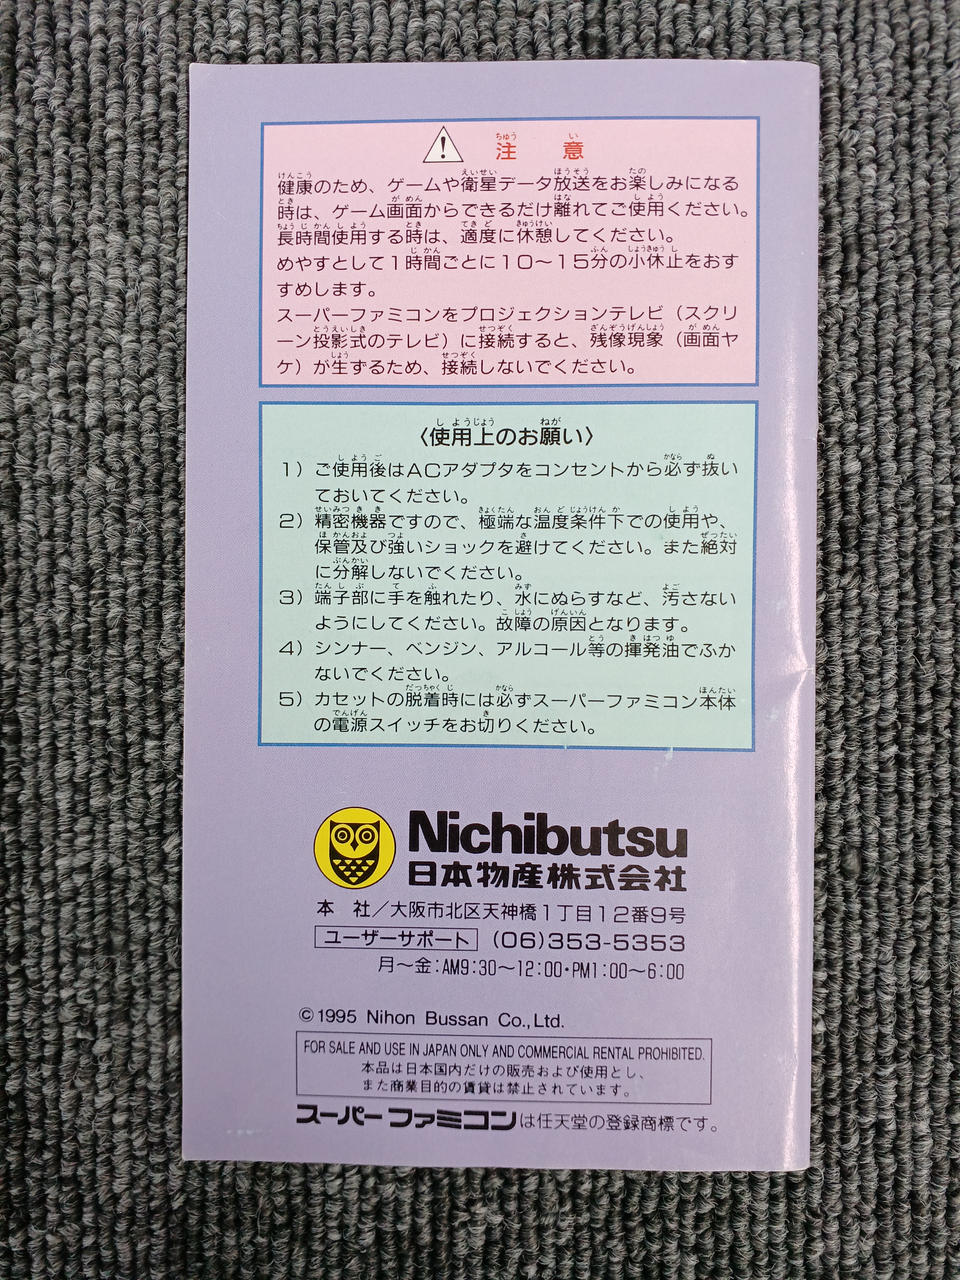 注意
健康のため、ゲームや衛星データ放送をお楽しみになる
時は、ゲーム画面からできるだけ離れてご使用ください。
長時間使用する時は、適度に休憩してください。
めやすとして1時間ごとに10〜15分の小休止をおす
すめします。
スーパーファミコンをプロジェクションテレビ（スクリ
ーン投影式のテレビ）に接続すると、残像現象（画面ヤ
ケ）が生ずるため、接続しないでください。
〈使用上のお願い〉
1）ご使用後はACアダプタをコンセントから必ず抜い
ておいてください。
2）精密機器ですので、極端な温度条件下での使用や、
保管及び強いショックを避けてください。また絶対
に分解しないでください。
3）端子部に手を触れたり、水にぬらすなど、汚さない
ようにしてください。故障の原因となります。
4）シンナー、ベンジン、アルコール等の揮発油でふか
ないでください。
5）カセットの脱着時には必ずスーパーファミコン本体
の電源スイッチをお切りください。
Nichibutsu
日本物産株式会社
本　社／大阪市北区天神橋1丁目12番9号
ユーザーサポート (06)353-5353
月〜金:AM9:30〜12:00・PM1:00〜6:00
©1995 Nihon Bussan Co.,Ltd.
FOR SALE AND USE IN JAPAN ONLY AND COMMERCIAL RENTAL PROHIBITED.
本品は日本国内だけの販売および使用とし、
また商業目的の賃貸は禁止されています。
スーパーファミコンは任天堂の登録商標です。